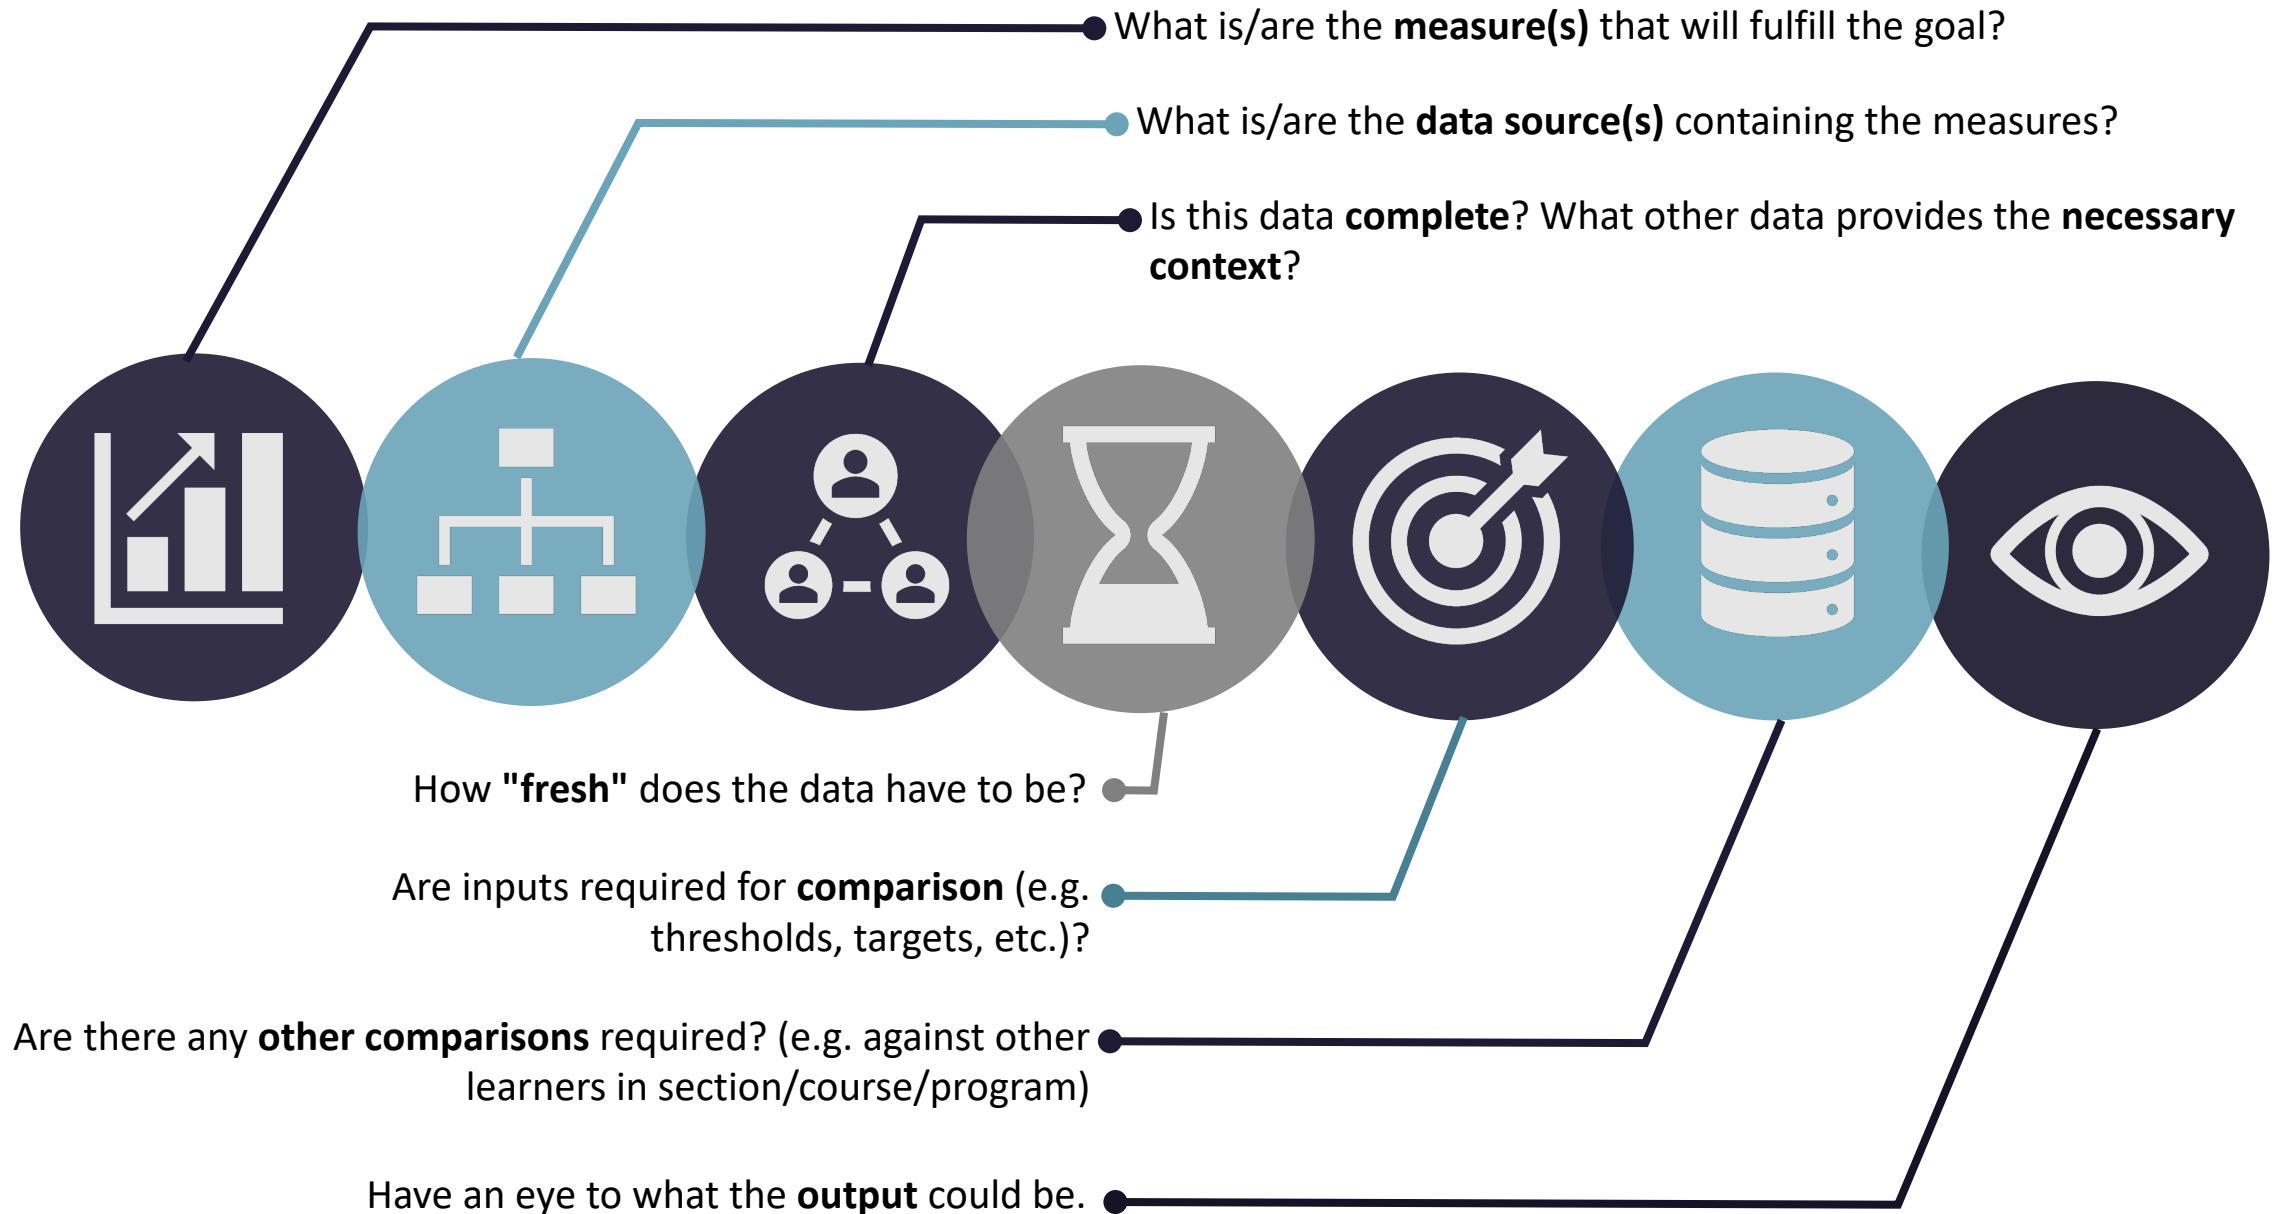 What is/are the measure(s) that will fulfill the goal?
What is/are the data source(s) containing the measures?
Is this data complete? What other data provides the necessary
context?
How "fresh" does the data have to be?
Are inputs required for comparison (e.g.
thresholds, targets, etc.)?
Are there any other comparisons required? (e.g. against other
learners in section/course/program)
Have an eye to what the output could be.